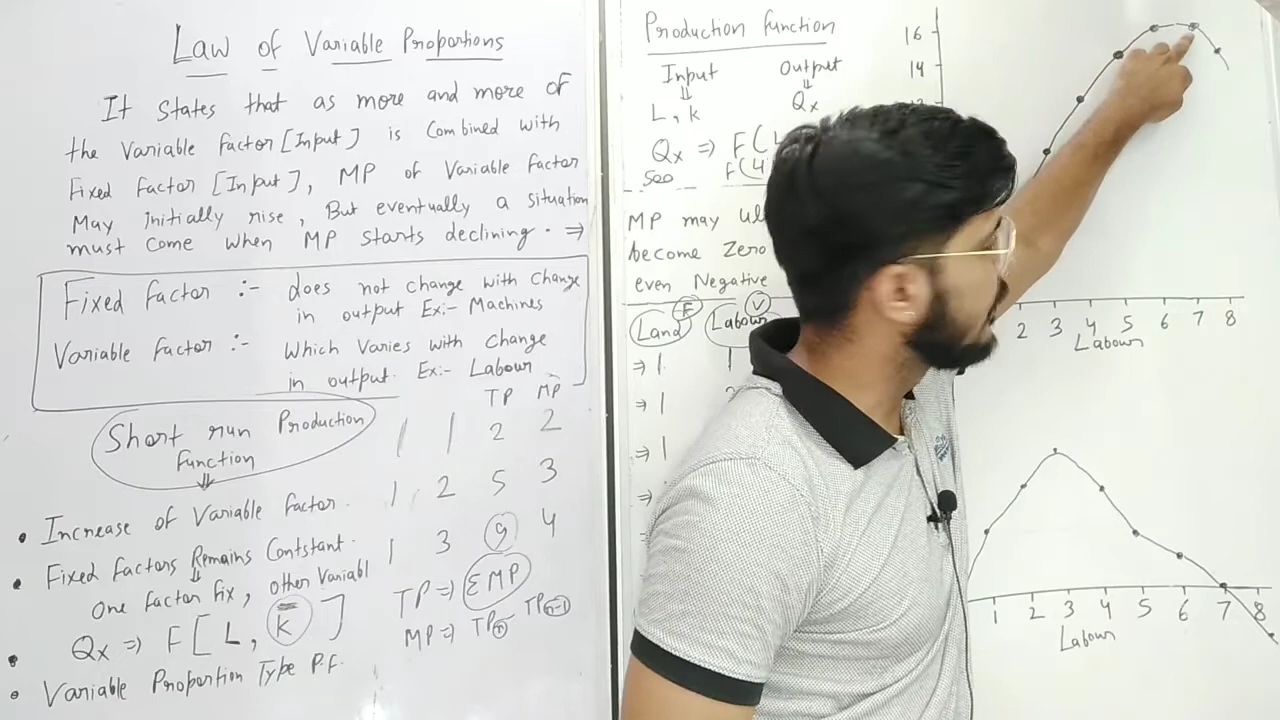 Law of Variable Proportions
It states that as more and more of
the Variable factor [Input] is Combined with
Fixed Factor [Input], MP of Variable Factor
May initially rise, But eventually a situation
must Come when MP starts declining. ⇒
Fixed factor :- does not change with change
in output Ex:- Machines
Variable factor :- Which Varies with change
in output. Ex:- Labour
Short run Production
function
TP MP
1 1 2 2
1 2 5 3
1 3 9 4
• Increase of Variable factor.
• Fixed factors Remains Contstant.
One factor fix, other Variabl
• Qx ⇒ F[L, k̄]
• Variable Proportion Type P.F.
TP ⇒ ΣMP
MP ⇒ TPn - TPn-1
Production function
Input Output
L, k Qx
Qx ⇒ F(
500 F(4
MP may
become Zero
even Negative
Land F Labour V
⇒ 1 1
⇒ 1
⇒ 1
⇒
16
14
2 3 4 5 6 7 8
Labour
1 2 3 4 5 6 7 8
Labour